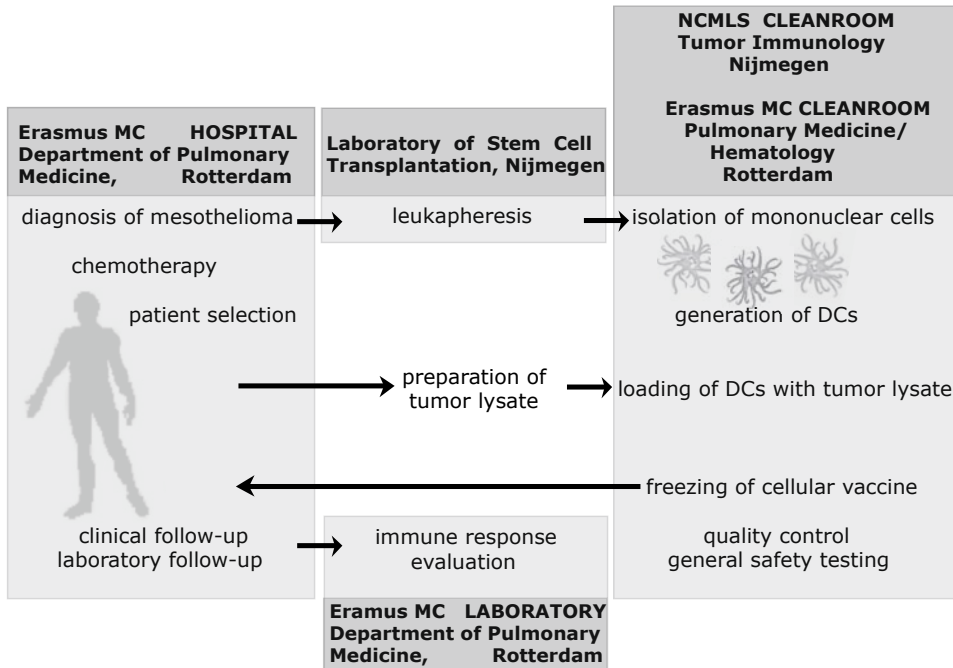 NCMLS CLEANROOM
Tumor Immunology
Nijmegen
Erasmus MC CLEANROOM
Pulmonary Medicine/
Hematology
Rotterdam
Erasmus MC HOSPITAL
Department of Pulmonary
Medicine, Rotterdam
Laboratory of Stem Cell
Transplantation, Nijmegen
diagnosis of mesothelioma
leukapheresis
isolation of mononuclear cells
chemotherapy
patient selection
generation of DCs
preparation of
tumor lysate
loading of DCs with tumor lysate
freezing of cellular vaccine
clinical follow-up
laboratory follow-up
immune response
evaluation
quality control
general safety testing
Eramus MC LABORATORY
Department of Pulmonary
Medicine, Rotterdam